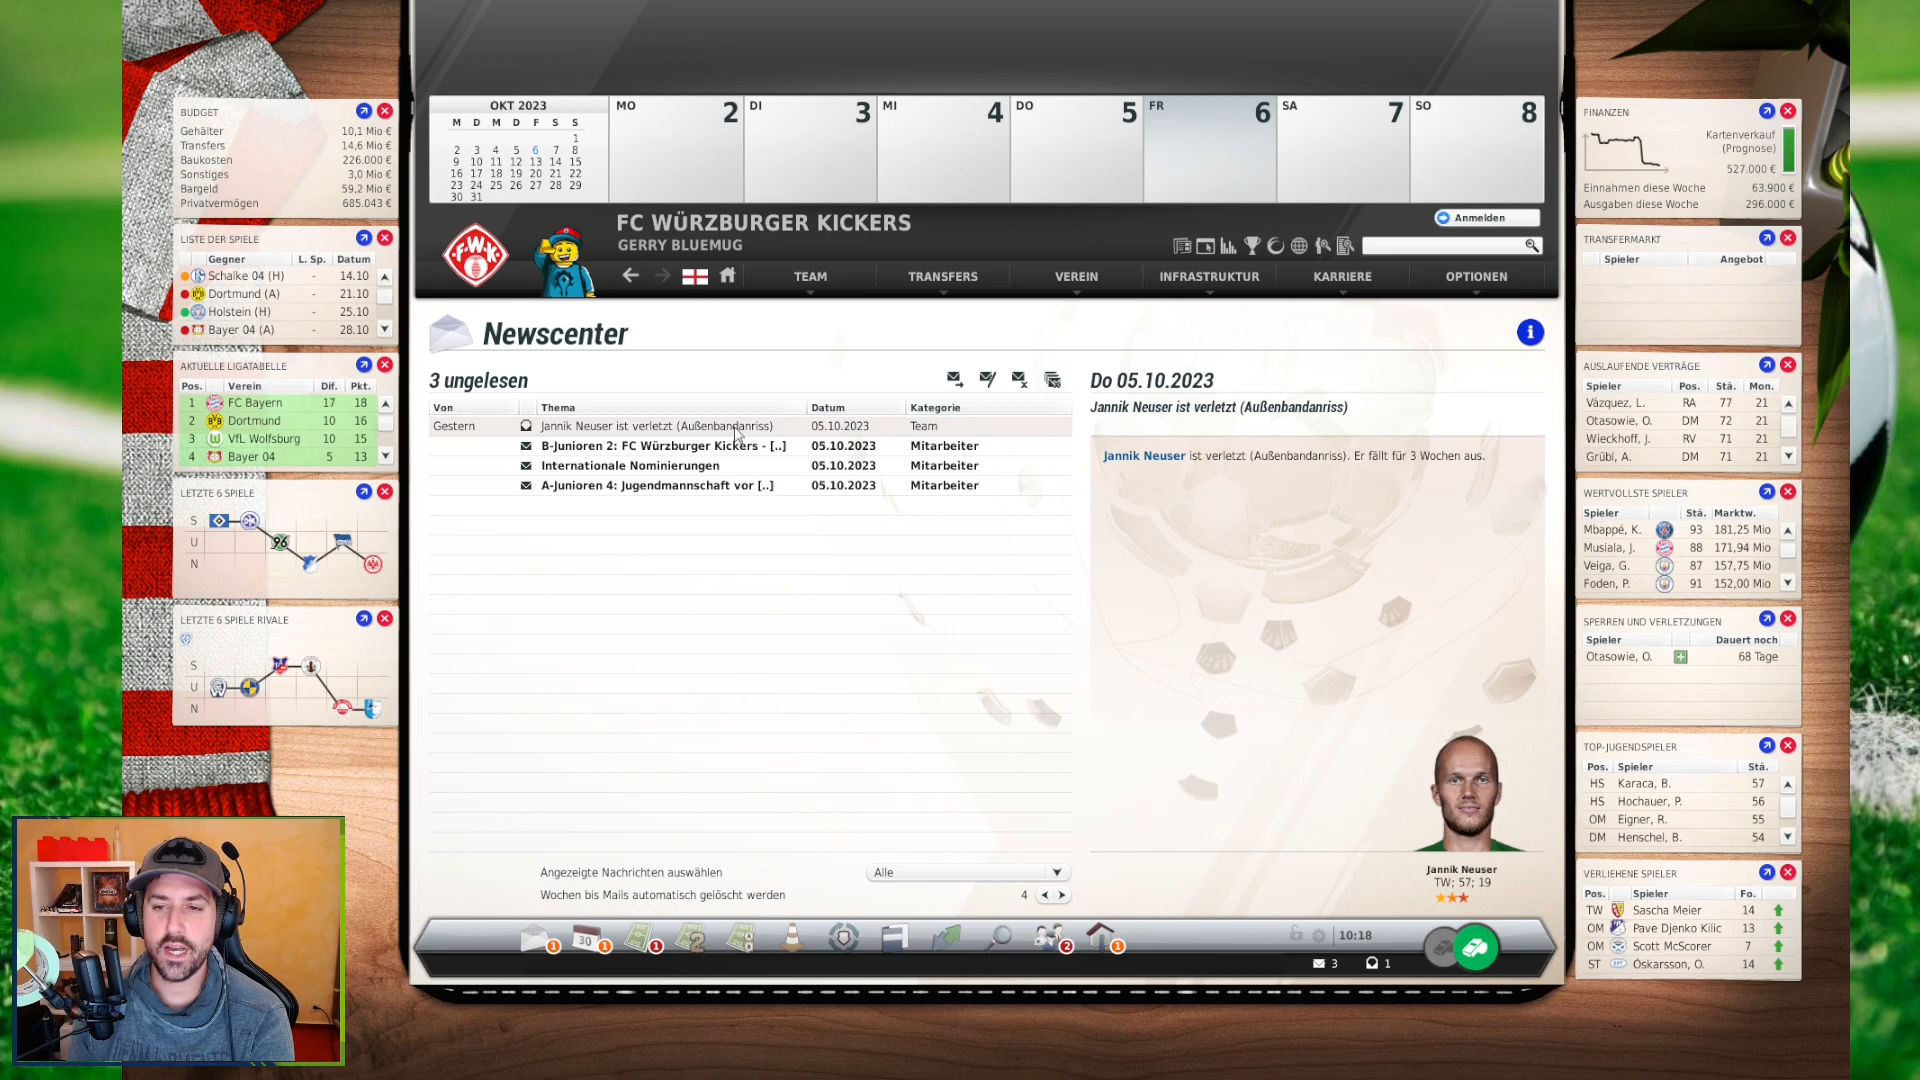 BUDGET
Gehälter 10,1 Mio €
Transfers 14,6 Mio €
Baukosten 226.000 €
Sonstiges 3,0 Mio €
Bargeld 59,2 Mio €
Privatvermögen 685.043 €
LISTE DER SPIELE
Gegner L. Sp. Datum
Schalke 04 (H) - 14.10
Dortmund (A) - 21.10
Holstein (H) - 25.10
Bayer 04 (A) - 28.10
AKTUELLE LIGATABELLE
Pos. Verein Dif. Pkt.
1 FC Bayern 17 18
2 Dortmund 10 16
3 VfL Wolfsburg 10 15
4 Bayer 04 5 13
LETZTE 6 SPIELE
S
U
N
96
LETZTE 6 SPIELE RIVALE
S
U
N
OKT 2023
M D M D F S S
1
2 3 4 5 6 7 8
9 10 11 12 13 14 15
16 17 18 19 20 21 22
23 24 25 26 27 28 29
30 31
MO 2
DI 3
MI 4
DO 5
FR 6
SA 7
SO 8
FWK
FC WÜRZBURGER KICKERS
GERRY BLUEMUG
Anmelden
TEAM TRANSFERS VEREIN INFRASTRUKTUR KARRIERE OPTIONEN
Newscenter
3 ungelesen
Von Thema Datum Kategorie
Gestern Jannik Neuser ist verletzt (Außenbandanriss) 05.10.2023 Team
B-Junioren 2: FC Würzburger Kickers - [..] 05.10.2023 Mitarbeiter
Internationale Nominierungen 05.10.2023 Mitarbeiter
A-Junioren 4: Jugendmannschaft vor [..] 05.10.2023 Mitarbeiter
Angezeigte Nachrichten auswählen Alle
Wochen bis Mails automatisch gelöscht werden 4
Do 05.10.2023
Jannik Neuser ist verletzt (Außenbandanriss)
Jannik Neuser ist verletzt (Außenbandanriss). Er fällt für 3 Wochen aus.
Jannik Neuser
TW; 57; 19
1 30 1 1 2 2 1
10:18
3 1
FINANZEN
Kartenverkauf
(Prognose)
527.000 €
Einnahmen diese Woche 63.900 €
Ausgaben diese Woche 296.000 €
TRANSFERMARKT
Spieler Angebot
AUSLAUFENDE VERTRÄGE
Spieler Pos. Stä. Mon.
Vázquez, L. RA 77 21
Otasowie, O. DM 72 21
Wieckhoff, J. RV 71 21
Grübl, A. DM 71 21
WERTVOLLSTE SPIELER
Spieler Stä. Marktw.
Mbappé, K. 93 181,25 Mio
Musiala, J. 88 171,94 Mio
Veiga, G. 87 157,75 Mio
Foden, P. 91 152,00 Mio
SPERREN UND VERLETZUNGEN
Spieler Dauert noch
Otasowie, O. 68 Tage
TOP-JUGENDSPIELER
Pos. Spieler Stä.
HS Karaca, B. 57
HS Hochauer, P. 56
OM Eigner, R. 55
DM Henschel, B. 54
VERLIEHENE SPIELER
Pos. Spieler Fo.
TW Sascha Meier 14
OM Pave Djenko Kilic 13
OM Scott McScorer 7
ST Óskarsson, O. 14